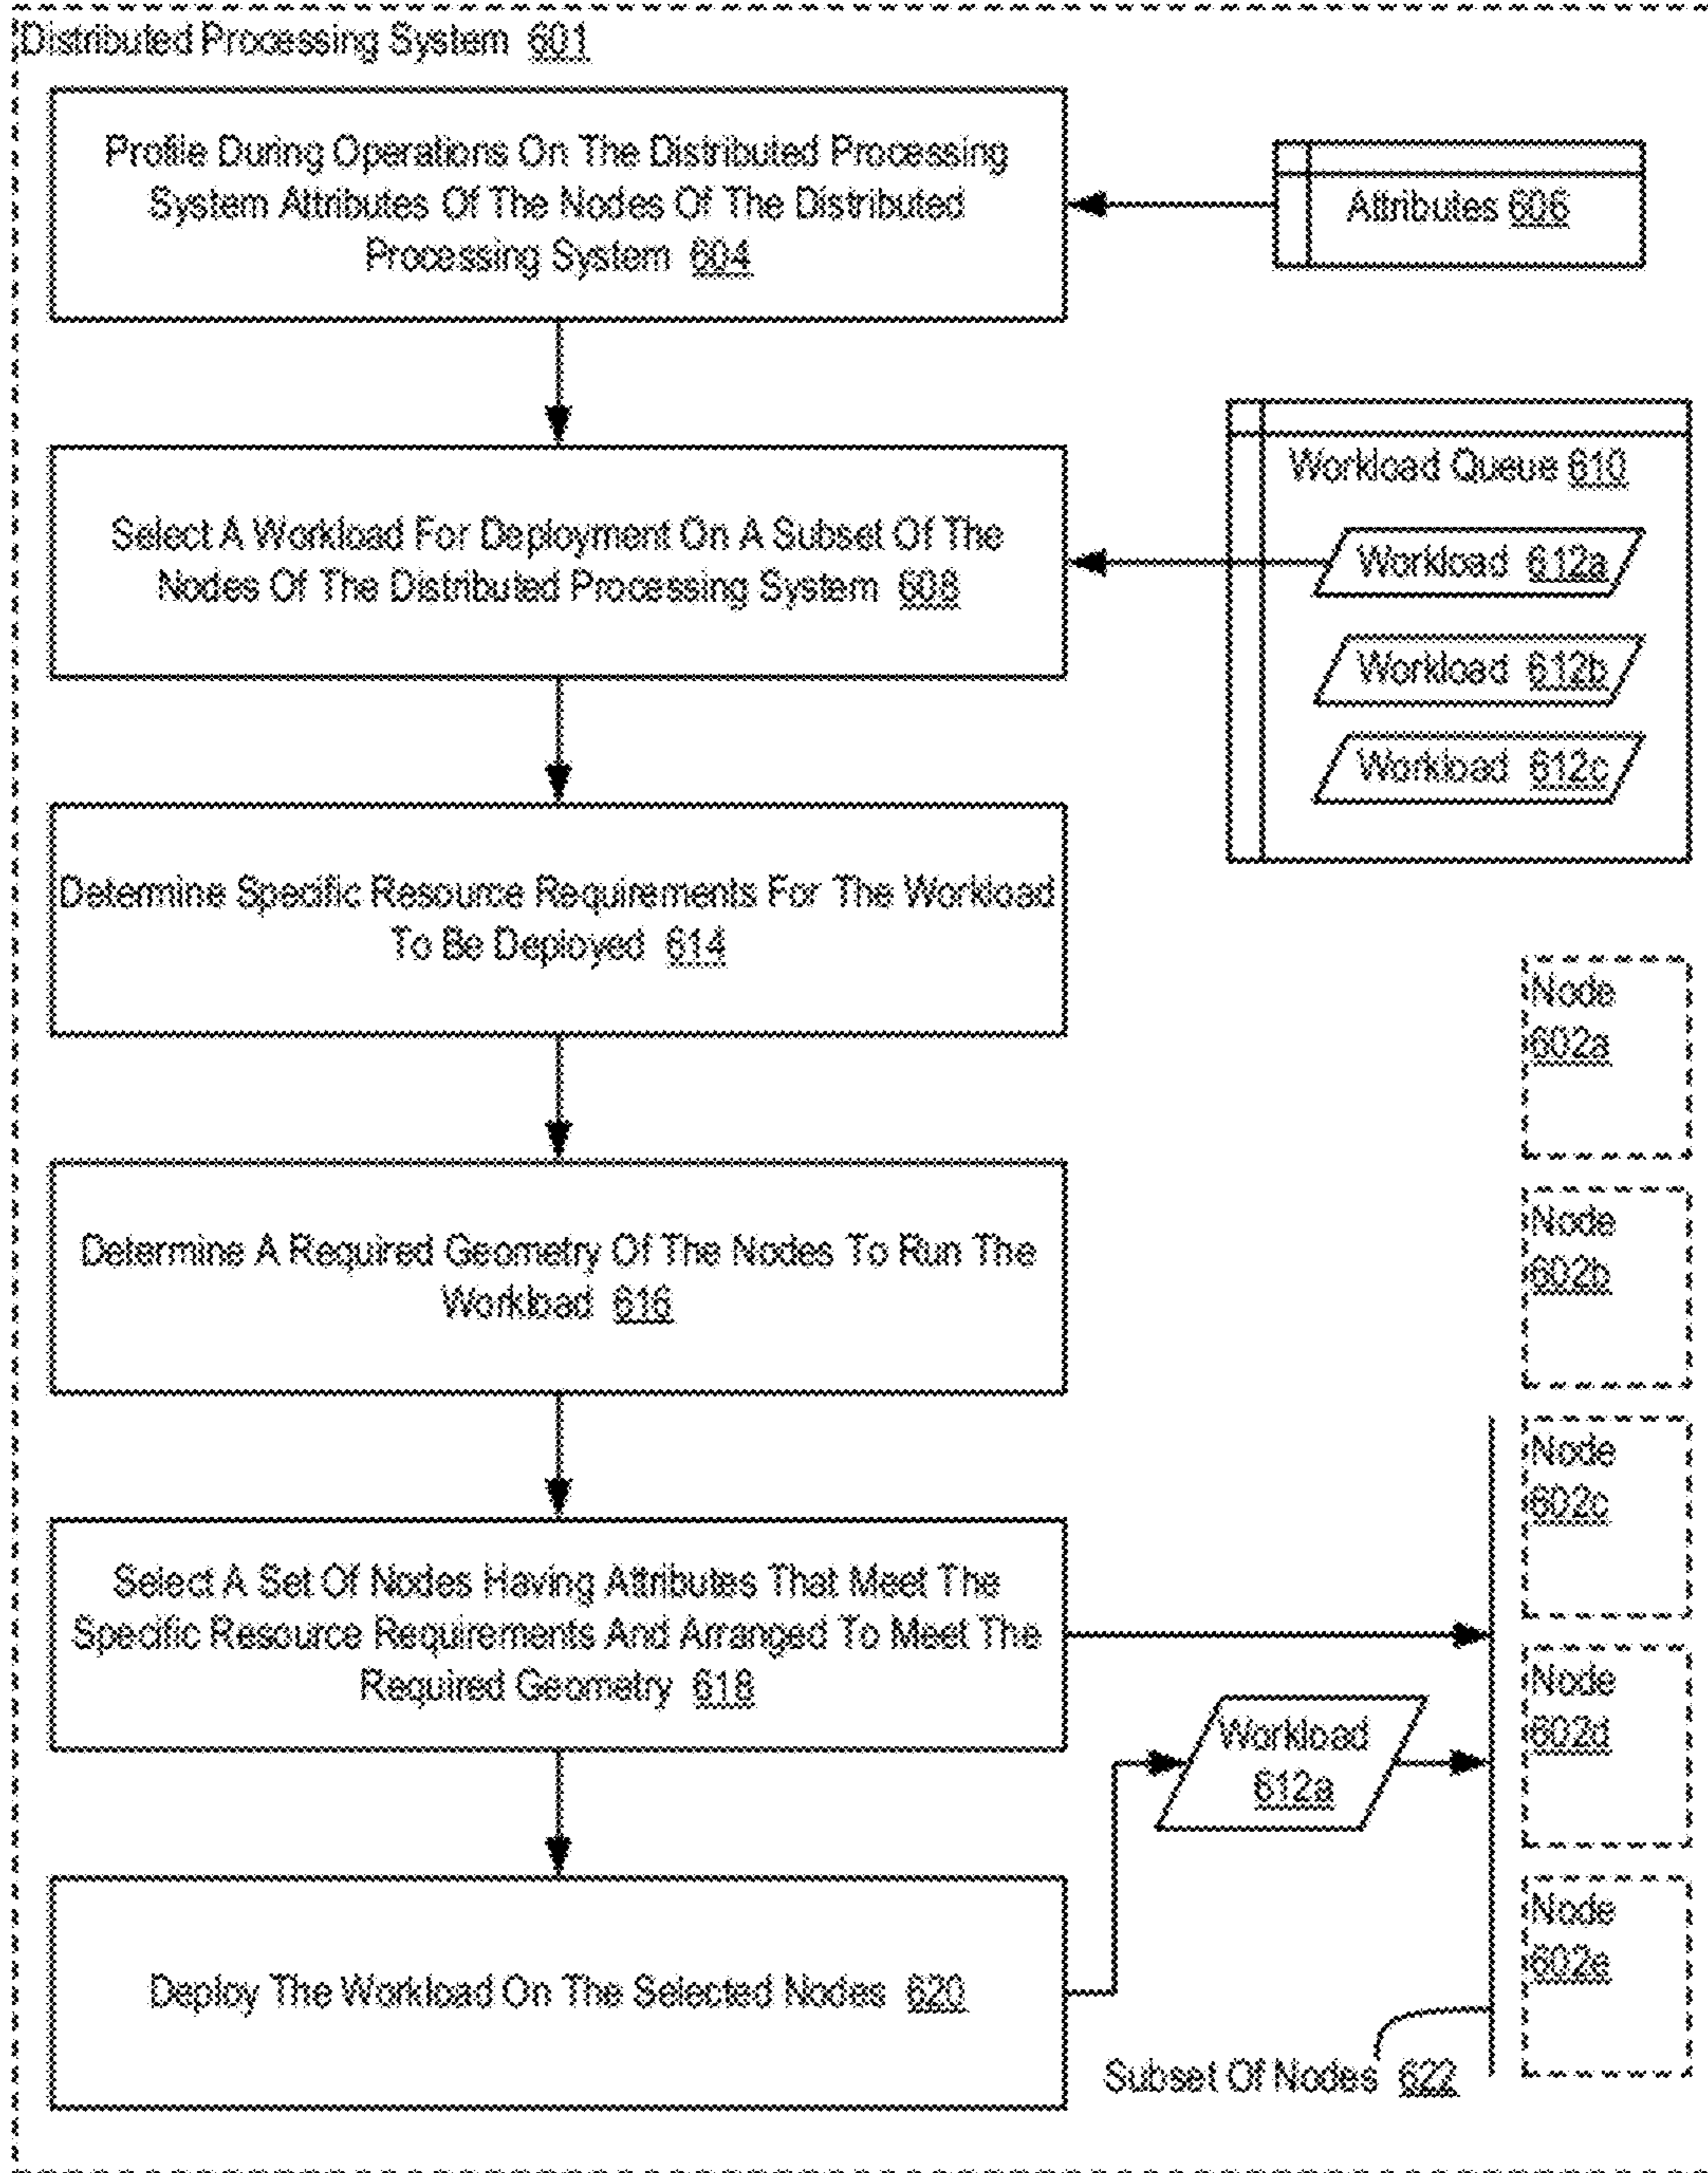 Distributed Processing System 601
Profile During Operations On The Distributed Processing
System Attributes Of The Nodes Of The Distributed
Processing System 604
Attributes 606
Select A Workload For Deployment On A Subset Of The
Nodes Of The Distributed Processing System 608
Workload Queue 610
Workload 612a
Workload 612b
Workload 612c
Determine Specific Resource Requirements For The Workload
To Be Deployed 614
Node
602a
Determine A Required Geometry Of The Nodes To Run The
Workload 616
Node
602b
Node
602c
Select A Set Of Nodes Having Attributes That Meet The
Specific Resource Requirements And Arranged To Meet The
Required Geometry 618
Node
602d
Workload
612a
Deploy The Workload On The Selected Nodes 620
Node
602e
Subset Of Nodes 622